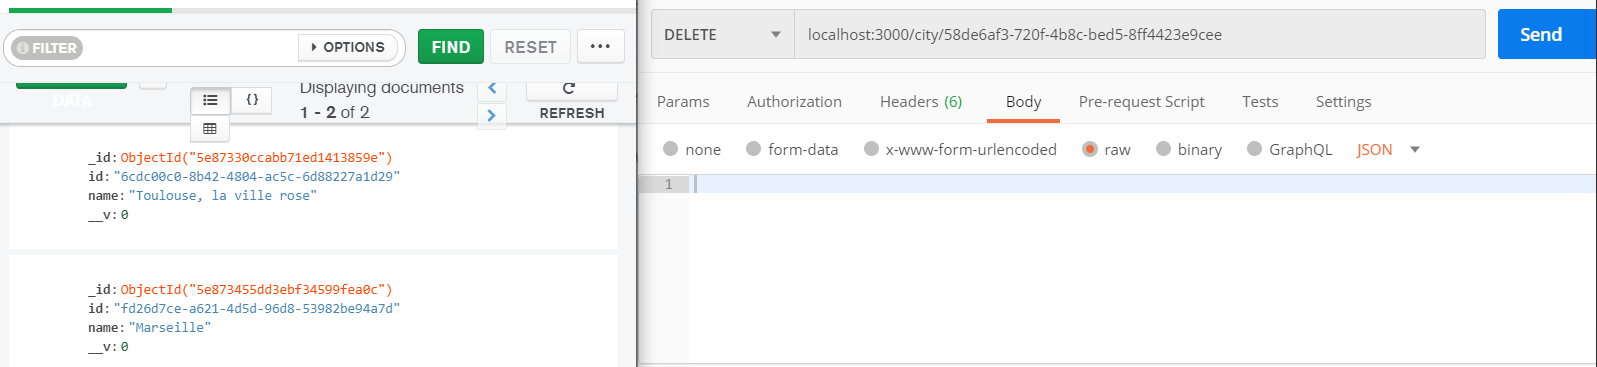 FILTER
OPTIONS
FIND
RESET
DATA
Displaying documents
1 - 2 of 2
REFRESH
_id: ObjectId("5e87330ccabb71ed1413859e")
id: "6cdc00c0-8b42-4804-ac5c-6d88227a1d29"
name: "Toulouse, la ville rose"
__v: 0
_id: ObjectId("5e873455dd3ebf34599fea0c")
id: "fd26d7ce-a621-4d5d-96d8-53982be94a7d"
name: "Marseille"
__v: 0
DELETE
localhost:3000/city/58de6af3-720f-4b8c-bed5-8ff4423e9cee
Send
Params Authorization Headers (6) Body Pre-request Script Tests Settings
none form-data x-www-form-urlencoded raw binary GraphQL JSON
1